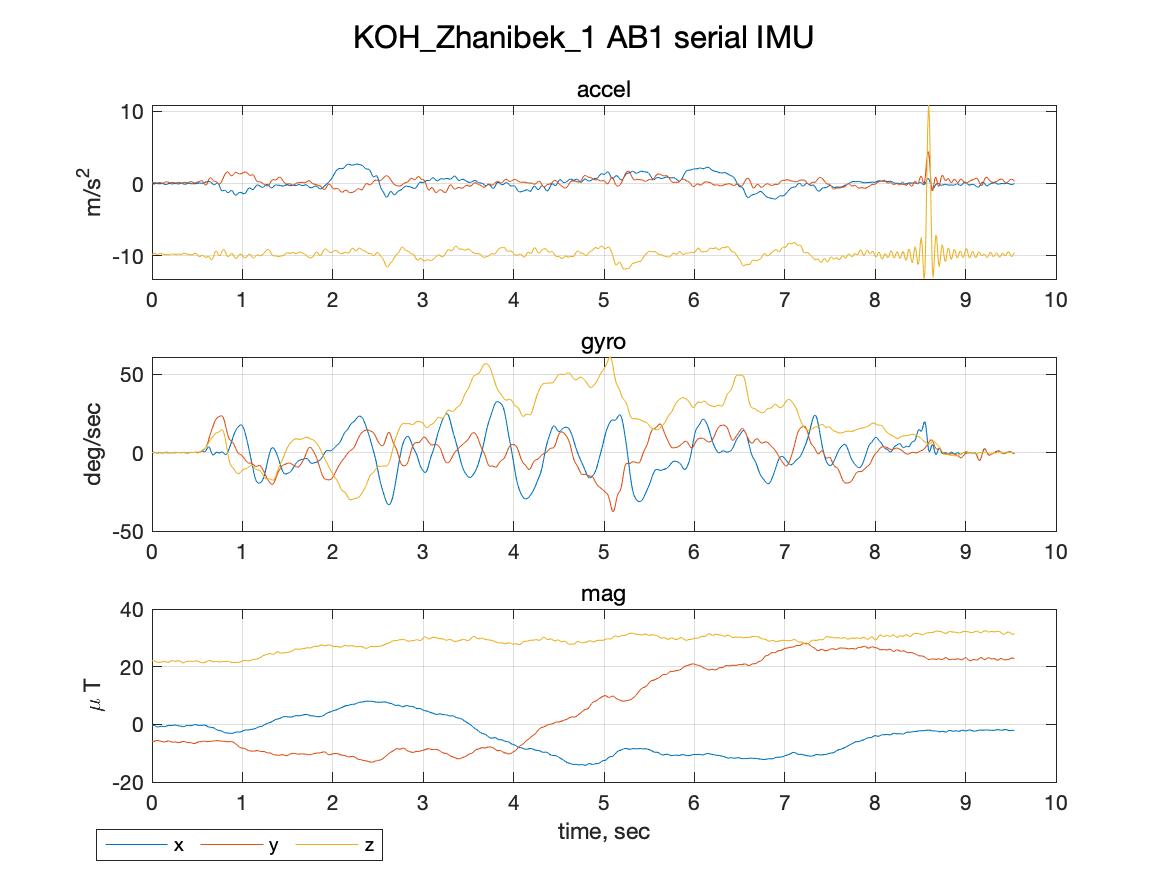 KOH_Zhanibek_1 AB1 serial IMU
accel
10
0
-10
m/s²
0 1 2 3 4 5 6 7 8 9 10
gyro
50
0
-50
deg/sec
0 1 2 3 4 5 6 7 8 9 10
mag
40
20
0
-20
μ T
0 1 2 3 4 5 6 7 8 9 10
time, sec
x y z